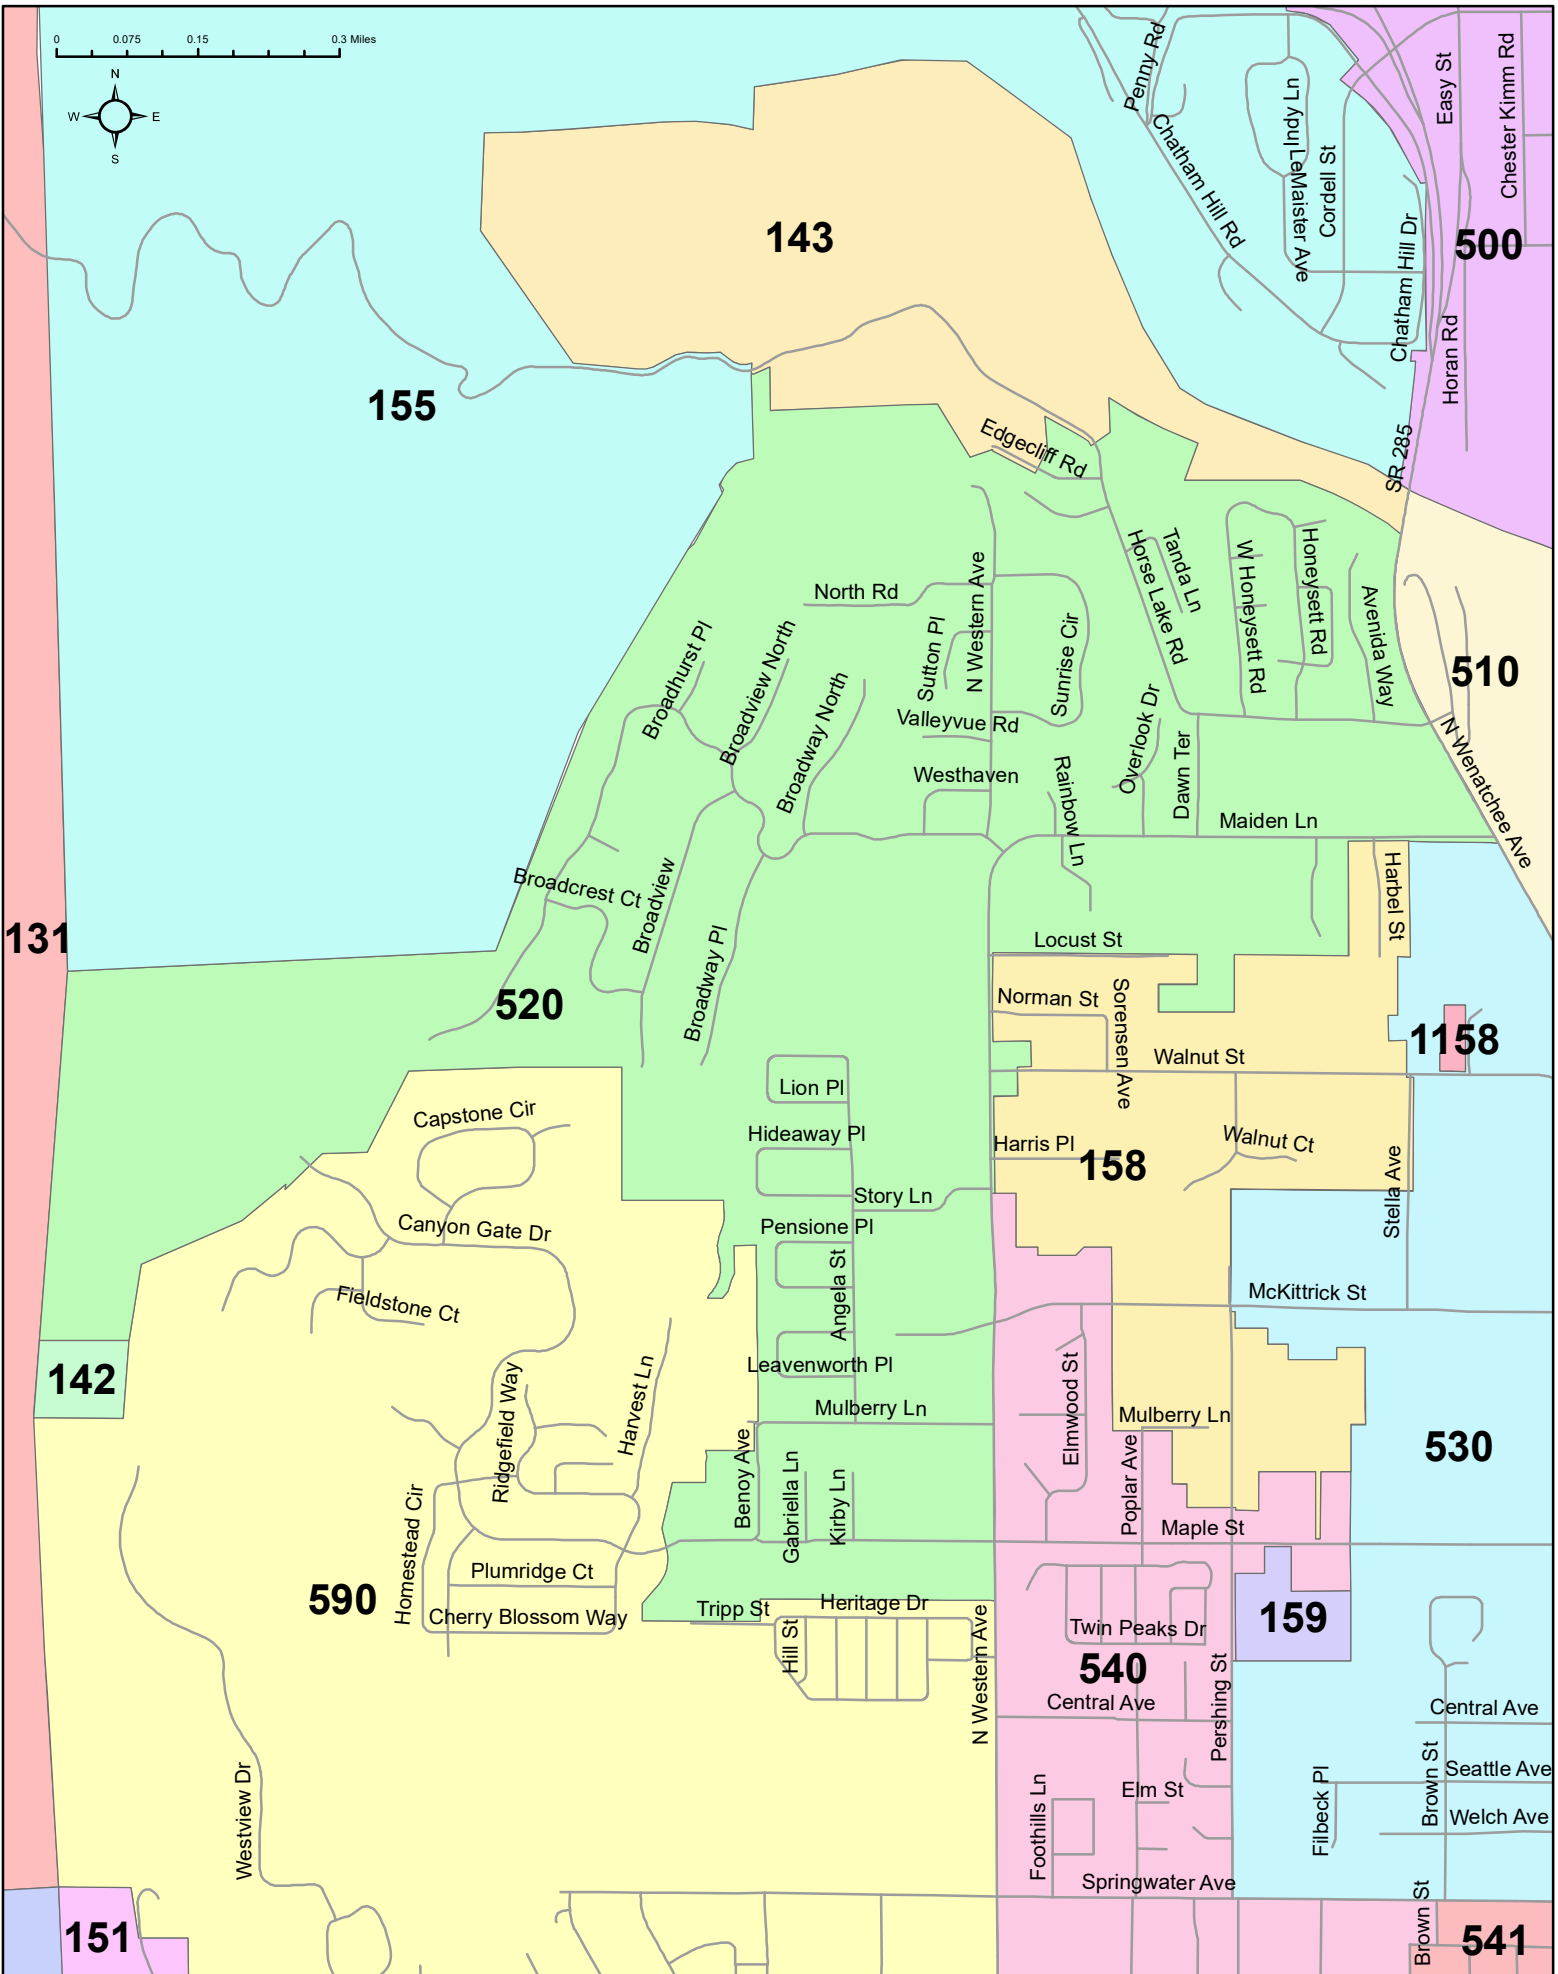 0
0.075
0.15
0.3 Miles
N
W
E
S
Penny Rd
Chatham Hill Rd
Lyndi Ln
LeMaister Ave
Cordell St
Chatham Hill Dr
Easy St
Chester Kimm Rd
500
Horan Rd
SR 285
143
155
Edgecliff Rd
North Rd
N Western Ave
Sutton Pl
Sunrise Cir
Horse Lake Rd
Tanda Ln
W Honeysett Rd
Honeysett Rd
Avenida Way
510
N Wenatchee Ave
Broadhurst Pl
Broadview North
Broadway North
Valleyvue Rd
Westhaven
Rainbow Ln
Overlook Dr
Dawn Ter
Maiden Ln
Harbel St
Broadcrest Ct
Broadview
Broadway Pl
131
520
Locust St
Norman St
Sorensen Ave
Walnut St
1158
Lion Pl
Hideaway Pl
Story Ln
Pensione Pl
Angela St
Harris Pl
158
Walnut Ct
Stella Ave
Capstone Cir
Canyon Gate Dr
Fieldstone Ct
McKittrick St
142
Leavenworth Pl
Mulberry Ln
Ridgefield Way
Harvest Ln
Benoy Ave
Gabriella Ln
Kirby Ln
Elmwood St
Mulberry Ln
Poplar Ave
Maple St
530
Homestead Cir
Plumridge Ct
Cherry Blossom Way
590
Tripp St
Heritage Dr
Hill St
N Western Ave
Twin Peaks Dr
159
540
Central Ave
Pershing St
Central Ave
Westview Dr
Foothills Ln
Elm St
Filbeck Pl
Brown St
Seattle Ave
Welch Ave
Springwater Ave
151
Brown St
541